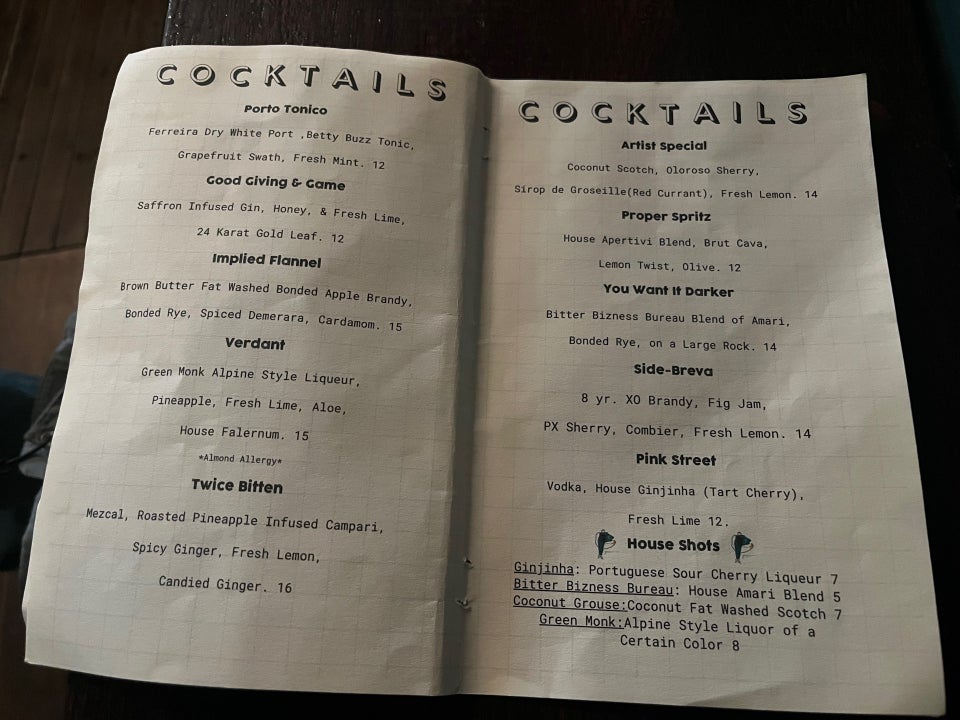 COCKTAILS
Porto Tonico
Ferreira Dry White Port ,Betty Buzz Tonic,
Grapefruit Swath, Fresh Mint. 12
Good Giving & Game
Saffron Infused Gin, Honey, & Fresh Lime,
24 Karat Gold Leaf. 12
Implied Flannel
Brown Butter Fat Washed Bonded Apple Brandy,
Bonded Rye, Spiced Demerara, Cardamom. 15
Verdant
Green Monk Alpine Style Liqueur,
Pineapple, Fresh Lime, Aloe,
House Falernum. 15
*Almond Allergy*
Twice Bitten
Mezcal, Roasted Pineapple Infused Campari,
Spicy Ginger, Fresh Lemon,
Candied Ginger. 16
COCKTAILS
Artist Special
Coconut Scotch, Oloroso Sherry,
Sirop de Groseille(Red Currant), Fresh Lemon. 14
Proper Spritz
House Apertivi Blend, Brut Cava,
Lemon Twist, Olive. 12
You Want It Darker
Bitter Bizness Bureau Blend of Amari,
Bonded Rye, on a Large Rock. 14
Side-Breva
8 yr. XO Brandy, Fig Jam,
PX Sherry, Combier, Fresh Lemon. 14
Pink Street
Vodka, House Ginjinha (Tart Cherry),
Fresh Lime 12.
House Shots
Ginjinha: Portuguese Sour Cherry Liqueur 7
Bitter Bizness Bureau: House Amari Blend 5
Coconut Grouse:Coconut Fat Washed Scotch 7
Green Monk:Alpine Style Liquor of a
Certain Color 8